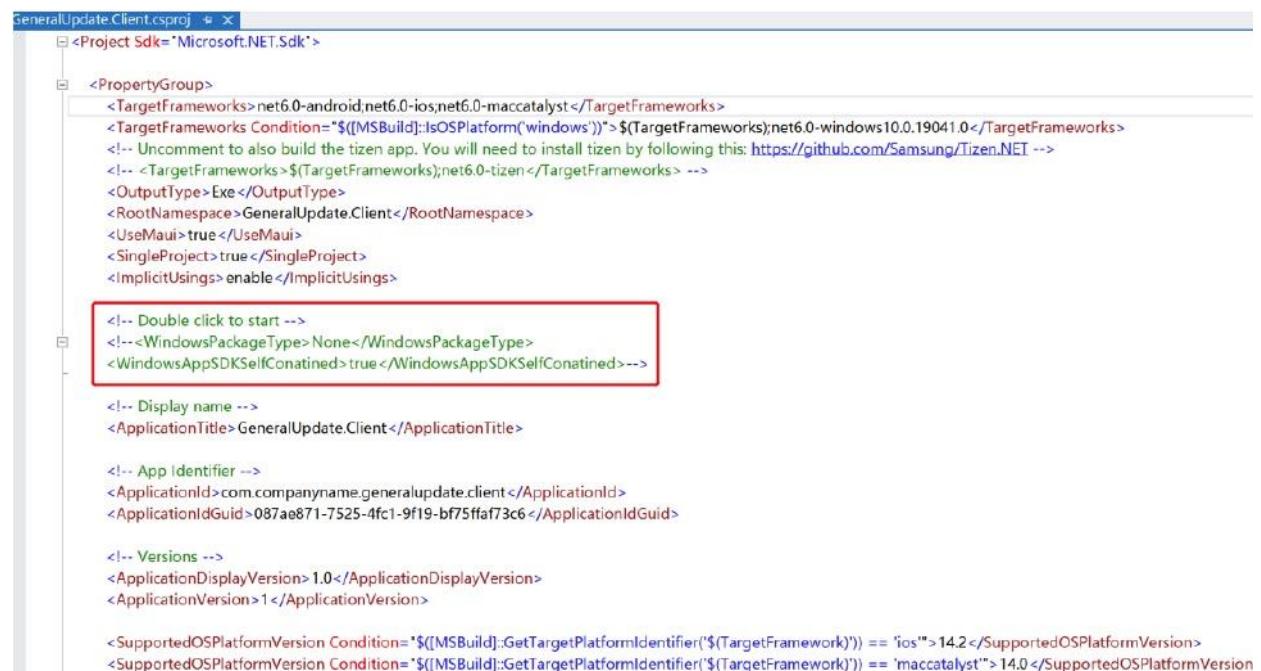 GeneralUpdate.Client.csproj
<Project Sdk="Microsoft.NET.Sdk">
<PropertyGroup>
<TargetFrameworks>net6.0-android;net6.0-ios;net6.0-maccatalyst</TargetFrameworks>
<TargetFrameworks Condition="$([MSBuild]::IsOSPlatform('windows'))">$(TargetFrameworks);net6.0-windows10.0.19041.0</TargetFrameworks>
<!-- Uncomment to also build the tizen app. You will need to install tizen by following this: https://github.com/Samsung/Tizen.NET -->
<!-- <TargetFrameworks>$(TargetFrameworks);net6.0-tizen</TargetFrameworks> -->
<OutputType>Exe</OutputType>
<RootNamespace>GeneralUpdate.Client</RootNamespace>
<UseMaui>true</UseMaui>
<SingleProject>true</SingleProject>
<ImplicitUsings>enable</ImplicitUsings>
<!-- Double click to start -->
<!--<WindowsPackageType>None</WindowsPackageType>
<WindowsAppSDKSelfConatined>true</WindowsAppSDKSelfConatined>-->
<!-- Display name -->
<ApplicationTitle>GeneralUpdate.Client</ApplicationTitle>
<!-- App Identifier -->
<ApplicationId>com.companyname.generalupdate.client</ApplicationId>
<ApplicationIdGuid>087ae871-7525-4fc1-9f19-bf75ffaf73c6</ApplicationIdGuid>
<!-- Versions -->
<ApplicationDisplayVersion>1.0</ApplicationDisplayVersion>
<ApplicationVersion>1</ApplicationVersion>
<SupportedOSPlatformVersion Condition="$([MSBuild]::GetTargetPlatformIdentifier('$(TargetFramework)')) == 'ios'">14.2</SupportedOSPlatformVersion>
<SupportedOSPlatformVersion Condition="$([MSBuild]::GetTargetPlatformIdentifier('$(TargetFramework)')) == 'maccatalyst'">14.0</SupportedOSPlatformVersion